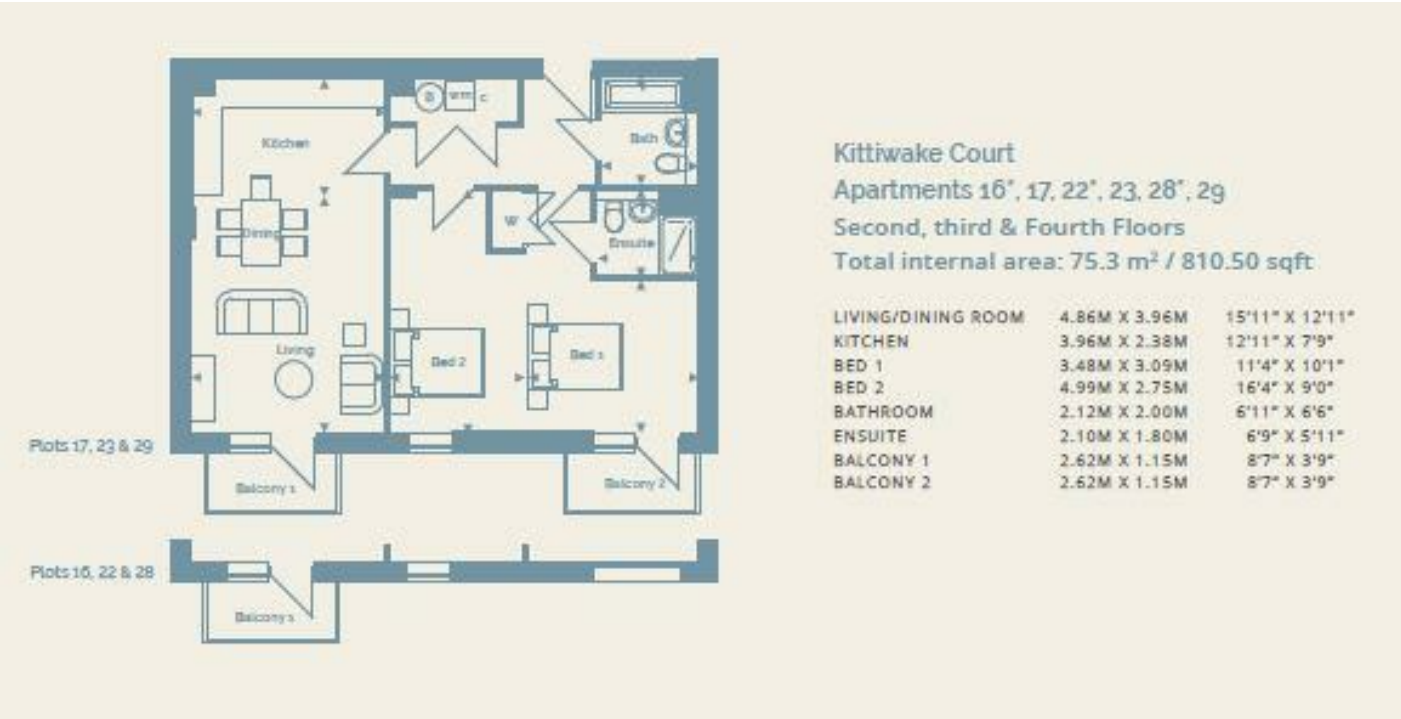 Kitchen
B
wm
C
Bath
Dining
W
Ensuite
Living
Bed 2
Bed 1
Plots 17, 23 & 29
Balcony 1
Balcony 2
Plots 16, 22 & 28
Balcony 1
Kittiwake Court
Apartments 16*, 17, 22*, 23, 28*, 29
Second, third & Fourth Floors
Total internal area: 75.3 m² / 810.50 sqft
LIVING/DINING ROOM 4.86M X 3.96M 15'11" X 12'11"
KITCHEN 3.96M X 2.38M 12'11" X 7'9"
BED 1 3.48M X 3.09M 11'4" X 10'1"
BED 2 4.99M X 2.75M 16'4" X 9'0"
BATHROOM 2.12M X 2.00M 6'11" X 6'6"
ENSUITE 2.10M X 1.80M 6'9" X 5'11"
BALCONY 1 2.62M X 1.15M 8'7" X 3'9"
BALCONY 2 2.62M X 1.15M 8'7" X 3'9"